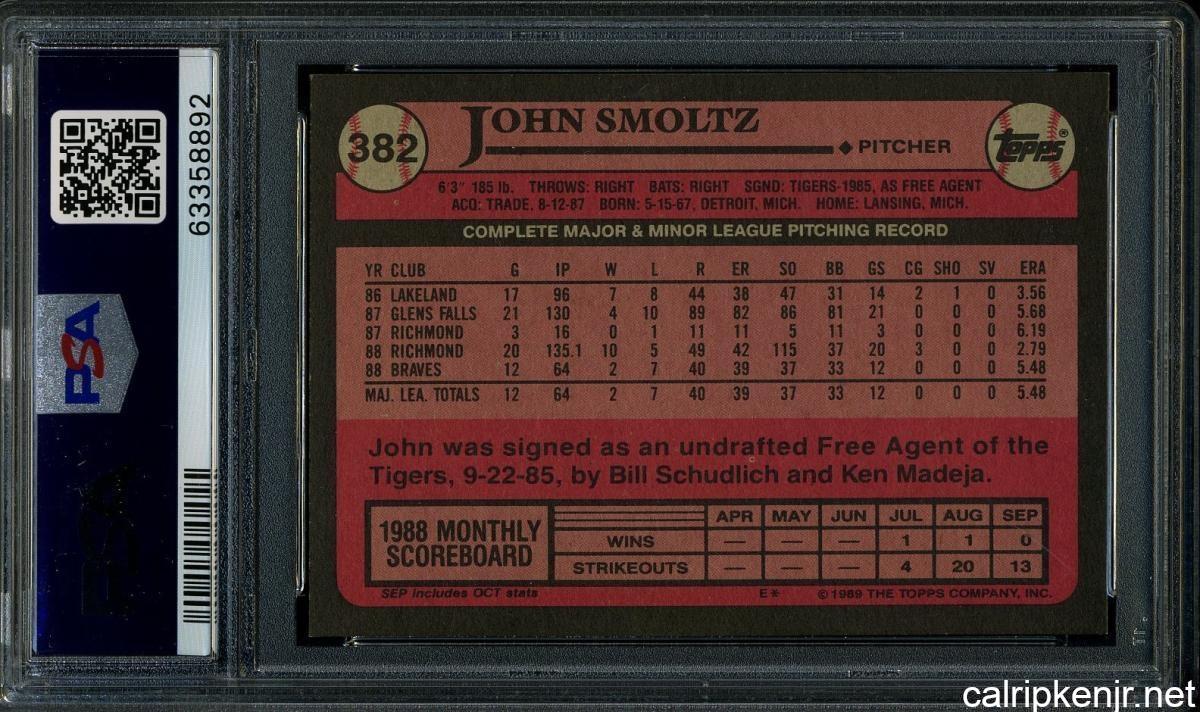 63358892
PSA
PSA
382
JOHN SMOLTZ
◆ PITCHER
Topps®
6'3" 185 lb. THROWS: RIGHT BATS: RIGHT SGND: TIGERS-1985, AS FREE AGENT
ACQ: TRADE, 8-12-87 BORN: 5-15-67, DETROIT, MICH. HOME: LANSING, MICH.
COMPLETE MAJOR & MINOR LEAGUE PITCHING RECORD
YR CLUB G IP W L R ER SO BB GS CG SHO SV ERA
86 LAKELAND 17 96 7 8 44 38 47 31 14 2 1 0 3.56
87 GLENS FALLS 21 130 4 10 89 82 86 81 21 0 0 0 5.68
87 RICHMOND 3 16 0 1 11 11 5 11 3 0 0 0 6.19
88 RICHMOND 20 135.1 10 5 49 42 115 37 20 3 0 0 2.79
88 BRAVES 12 64 2 7 40 39 37 33 12 0 0 0 5.48
MAJ. LEA. TOTALS 12 64 2 7 40 39 37 33 12 0 0 0 5.48
John was signed as an undrafted Free Agent of the
Tigers, 9-22-85, by Bill Schudlich and Ken Madeja.
1988 MONTHLY
SCOREBOARD
APR MAY JUN JUL AUG SEP
WINS — — — 1 1 0
STRIKEOUTS — — — 4 20 13
SEP includes OCT stats
E* ©1989 THE TOPPS COMPANY, INC.
calripkenjr.net